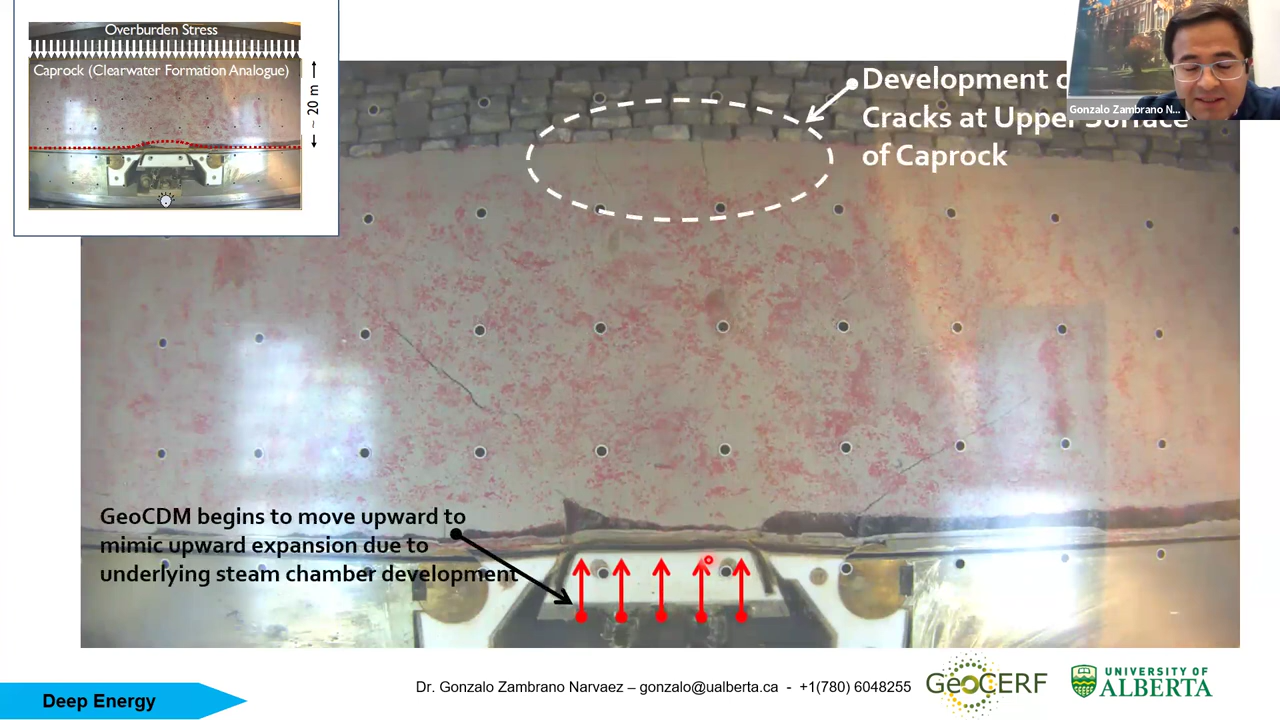 Overburden Stress
Caprock (Clearwater Formation Analogue)
~ 20 m
Development
Cracks at Upper Surface
of Caprock
Gonzalo Zambrano N...
GeoCDM begins to move upward to
mimic upward expansion due to
underlying steam chamber development
Deep Energy
Dr. Gonzalo Zambrano Narvaez – gonzalo@ualberta.ca - +1(780) 6048255
GeoCERF
UNIVERSITY OF
ALBERTA